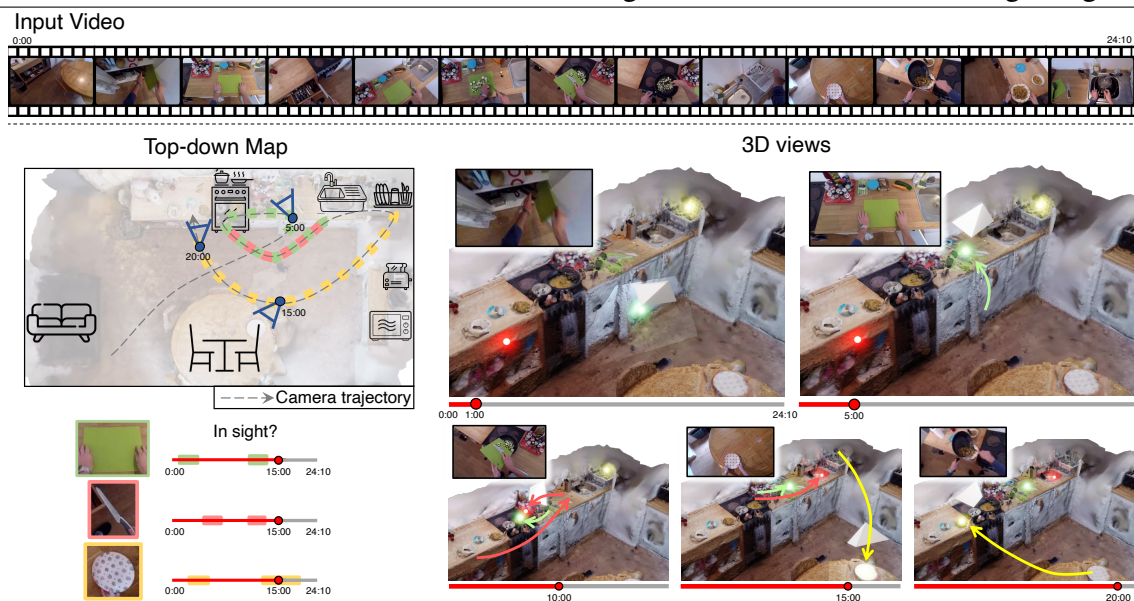 Input Video
0:00 24:10
Top-down Map
3D views
5:00
20:00
15:00
Camera trajectory
0:00 1:00 24:10
5:00
In sight?
0:00 15:00 24:10
0:00 15:00 24:10
0:00 15:00 24:10
10:00
15:00
20:00